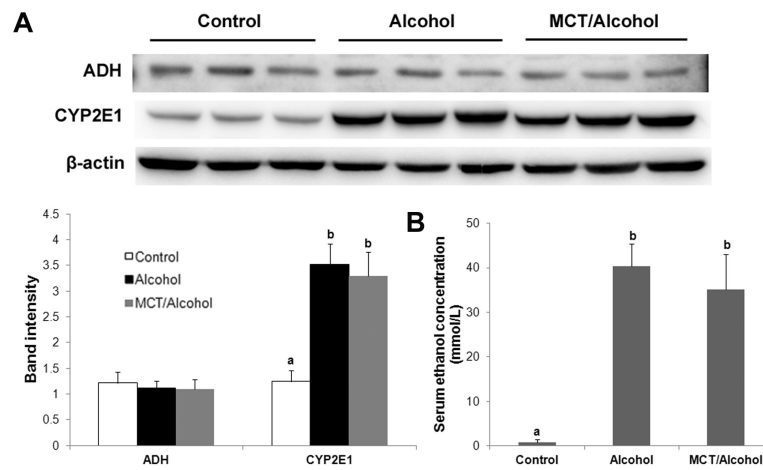 A
Control Alcohol MCT/Alcohol
ADH
CYP2E1
β-actin
Band intensity
4.5
4
3.5
3
2.5
2
1.5
1
0.5
0
Control
Alcohol
MCT/Alcohol
a
b
b
ADH CYP2E1
B
Serum ethanol concentration
(mmol/L)
50
40
30
20
10
0
a
b
b
Control Alcohol MCT/Alcohol